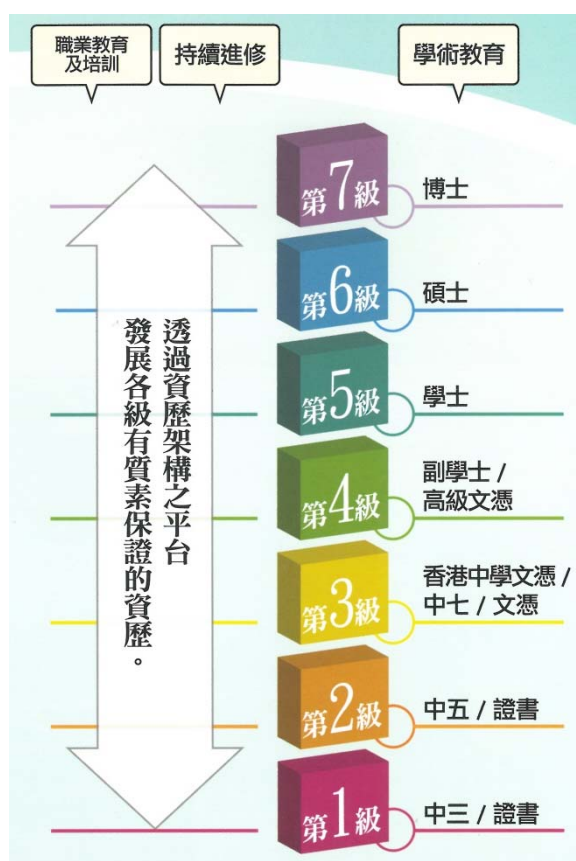 職業教育
及培訓
持續進修
學術教育
第7級
博士
第6級
碩士
第5級
學士
第4級
副學士 /
高級文憑
第3級
香港中學文憑 /
中七 / 文憑
第2級
中五 / 證書
第1級
中三 / 證書
透過資歷架構之平台
發展各級有質素保證的資歷。